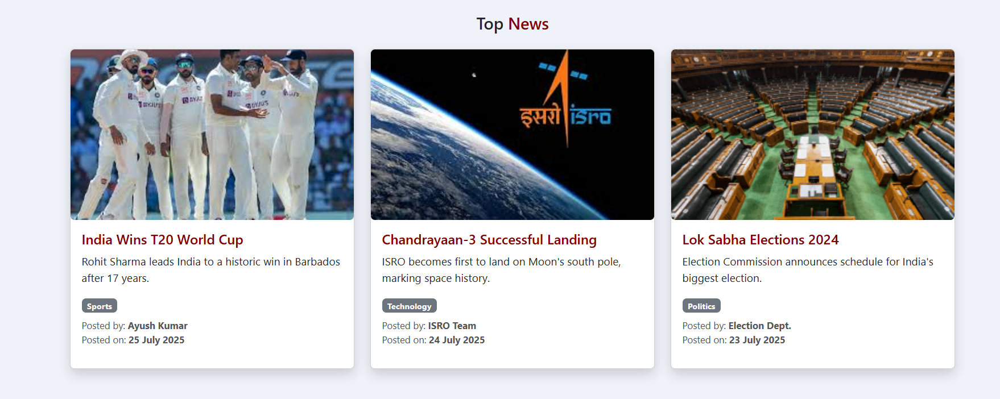 Top News
BYJU'S
BYJU'S
इसरो isro
India Wins T20 World Cup
Rohit Sharma leads India to a historic win in Barbados
after 17 years.
Sports
Posted by: Ayush Kumar
Posted on: 25 July 2025
Chandrayaan-3 Successful Landing
ISRO becomes first to land on Moon's south pole,
marking space history.
Technology
Posted by: ISRO Team
Posted on: 24 July 2025
Lok Sabha Elections 2024
Election Commission announces schedule for India's
biggest election.
Politics
Posted by: Election Dept.
Posted on: 23 July 2025